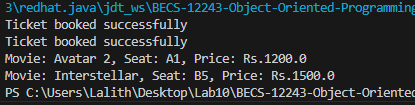 3\redhat.java\jdt_ws\BECS-12243-Object-Oriented-Programming
Ticket booked successfully
Ticket booked successfully
Movie: Avatar 2, Seat: A1, Price: Rs.1200.0
Movie: Interstellar, Seat: B5, Price: Rs.1500.0
PS C:\Users\Lalith\Desktop\Lab10\BECS-12243-Object-Oriente